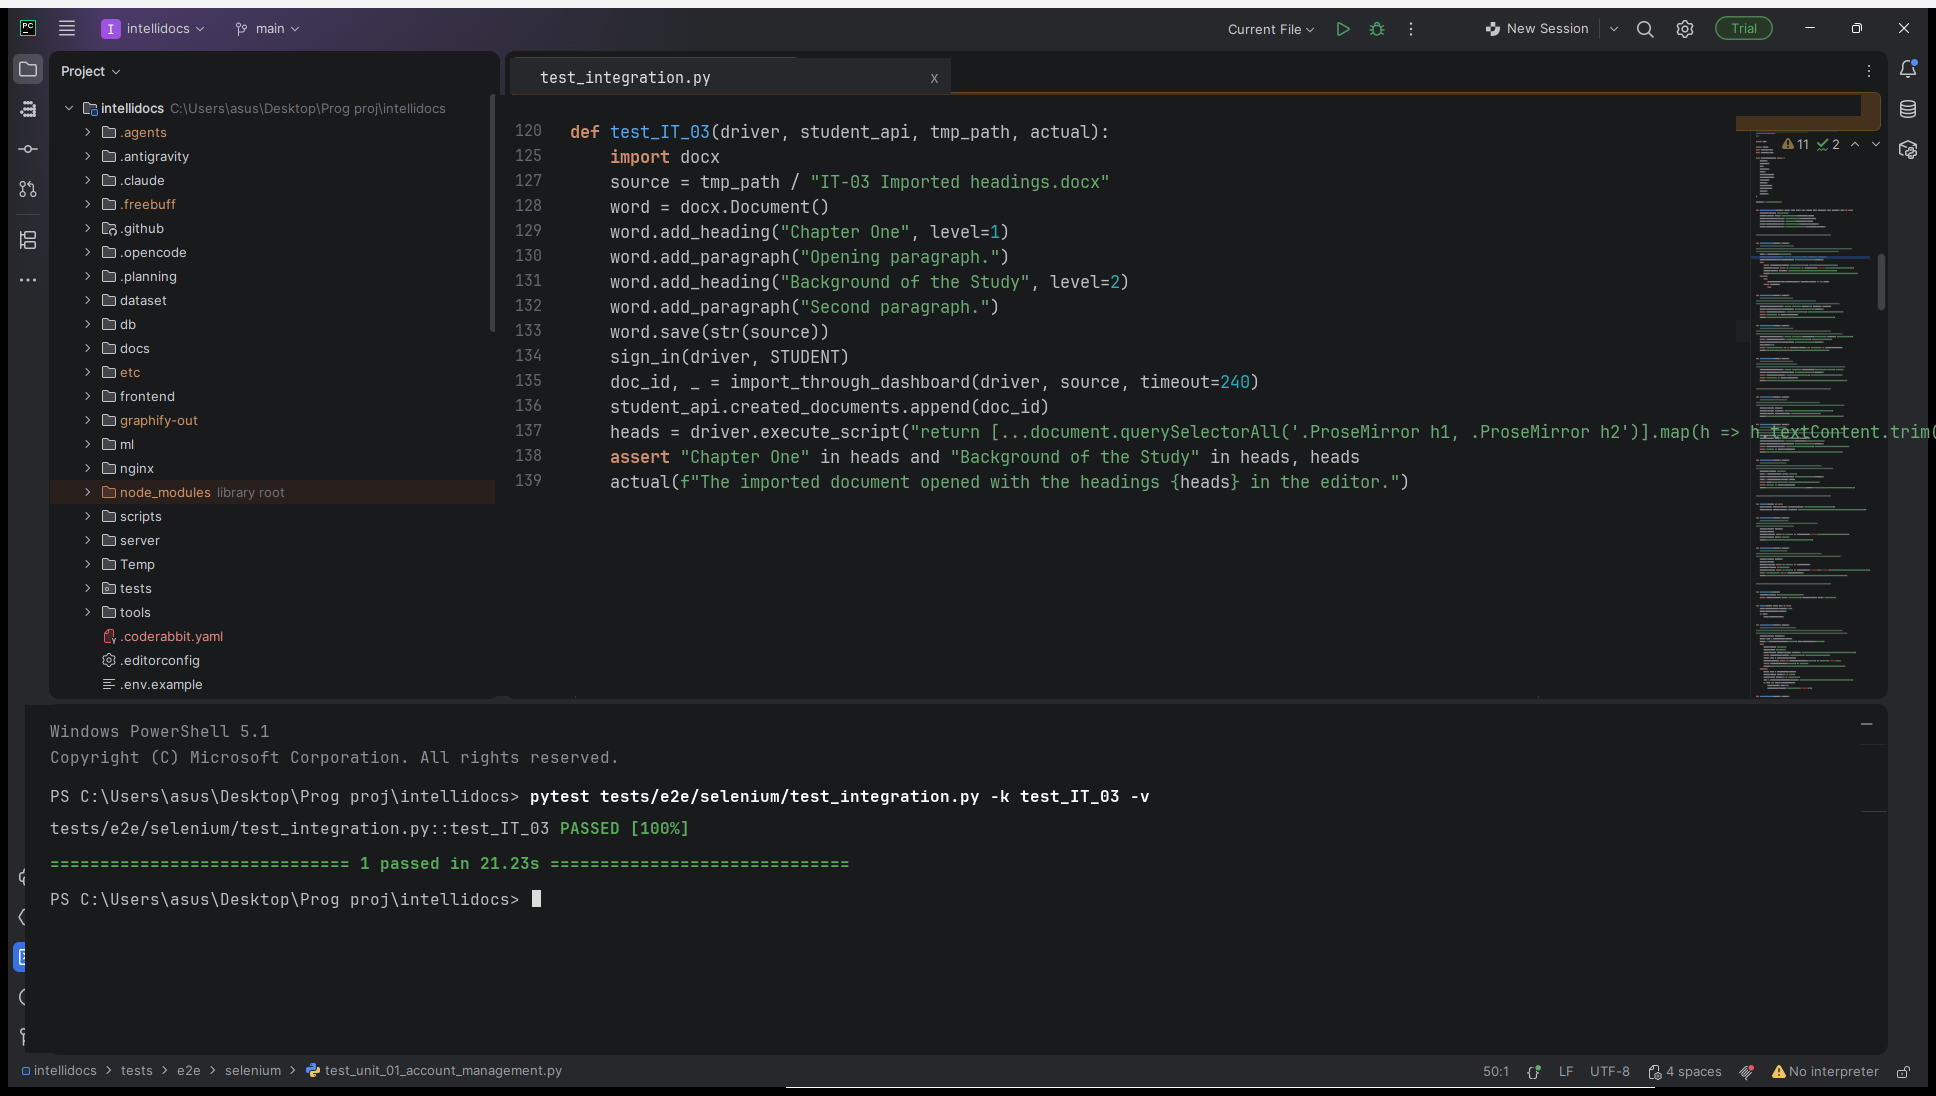 PC
I intellidocs
main
Current File
New Session
Trial
Project
intellidocs C:\Users\asus\Desktop\Prog proj\intellidocs
.agents
.antigravity
.claude
.freebuff
.github
.opencode
.planning
dataset
db
docs
etc
frontend
graphify-out
ml
nginx
node_modules library root
scripts
server
Temp
tests
tools
.coderabbit.yaml
.editorconfig
.env.example
test_integration.py x
11 2
120 def test_IT_03(driver, student_api, tmp_path, actual):
125 import docx
127 source = tmp_path / "IT-03 Imported headings.docx"
128 word = docx.Document()
129 word.add_heading("Chapter One", level=1)
130 word.add_paragraph("Opening paragraph.")
131 word.add_heading("Background of the Study", level=2)
132 word.add_paragraph("Second paragraph.")
133 word.save(str(source))
134 sign_in(driver, STUDENT)
135 doc_id, _ = import_through_dashboard(driver, source, timeout=240)
136 student_api.created_documents.append(doc_id)
137 heads = driver.execute_script("return [...document.querySelectorAll('.ProseMirror h1, .ProseMirror h2')].map(h => h.textContent.trim(
138 assert "Chapter One" in heads and "Background of the Study" in heads, heads
139 actual(f"The imported document opened with the headings {heads} in the editor.")
Windows PowerShell 5.1
Copyright (C) Microsoft Corporation. All rights reserved.
PS C:\Users\asus\Desktop\Prog proj\intellidocs> pytest tests/e2e/selenium/test_integration.py -k test_IT_03 -v
tests/e2e/selenium/test_integration.py::test_IT_03 PASSED [100%]
============================== 1 passed in 21.23s ==============================
PS C:\Users\asus\Desktop\Prog proj\intellidocs>
intellidocs > tests > e2e > selenium > test_unit_01_account_management.py
50:1 LF UTF-8 4 spaces No interpreter